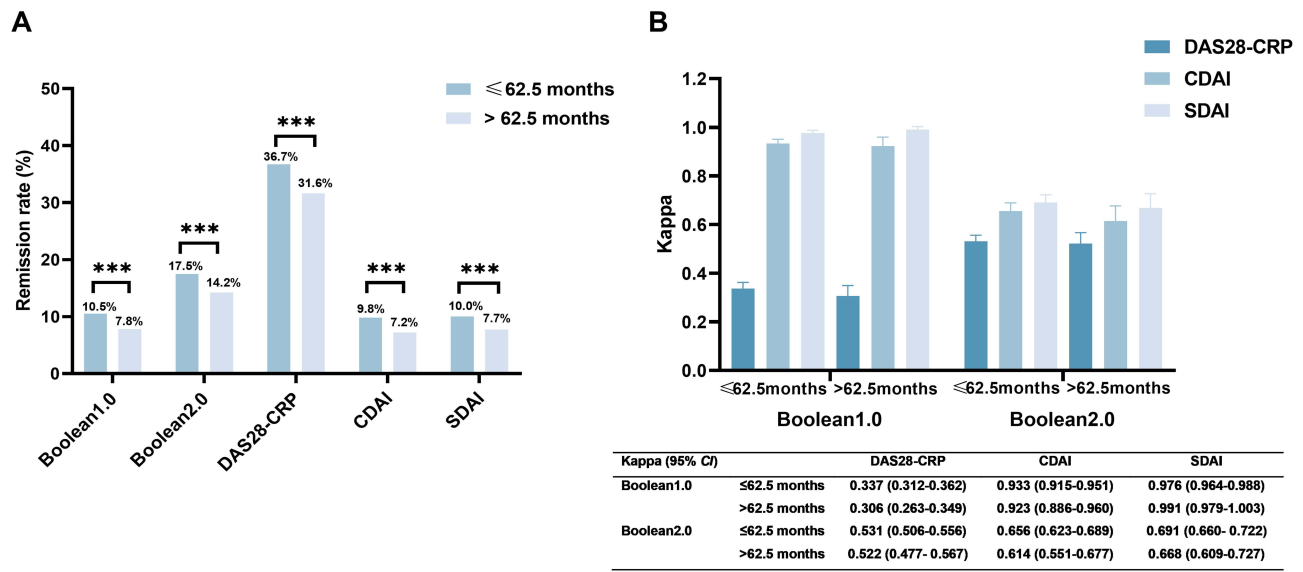 A
Remission rate (%)
50
40
30
20
10
0
≤ 62.5 months
> 62.5 months
***
***
***
***
***
10.5%
7.8%
17.5%
14.2%
36.7%
31.6%
9.8%
7.2%
10.0%
7.7%
Boolean1.0
Boolean2.0
DAS28-CRP
CDAI
SDAI
B
DAS28-CRP
CDAI
SDAI
Kappa
1.2
1.0
0.8
0.6
0.4
0.2
0.0
≤62.5months >62.5months ≤62.5months >62.5months
Boolean1.0 Boolean2.0
Kappa (95% CI) DAS28-CRP CDAI SDAI
Boolean1.0 ≤62.5 months 0.337 (0.312-0.362) 0.933 (0.915-0.951) 0.976 (0.964-0.988)
>62.5 months 0.306 (0.263-0.349) 0.923 (0.886-0.960) 0.991 (0.979-1.003)
Boolean2.0 ≤62.5 months 0.531 (0.506-0.556) 0.656 (0.623-0.689) 0.691 (0.660- 0.722)
>62.5 months 0.522 (0.477- 0.567) 0.614 (0.551-0.677) 0.668 (0.609-0.727)